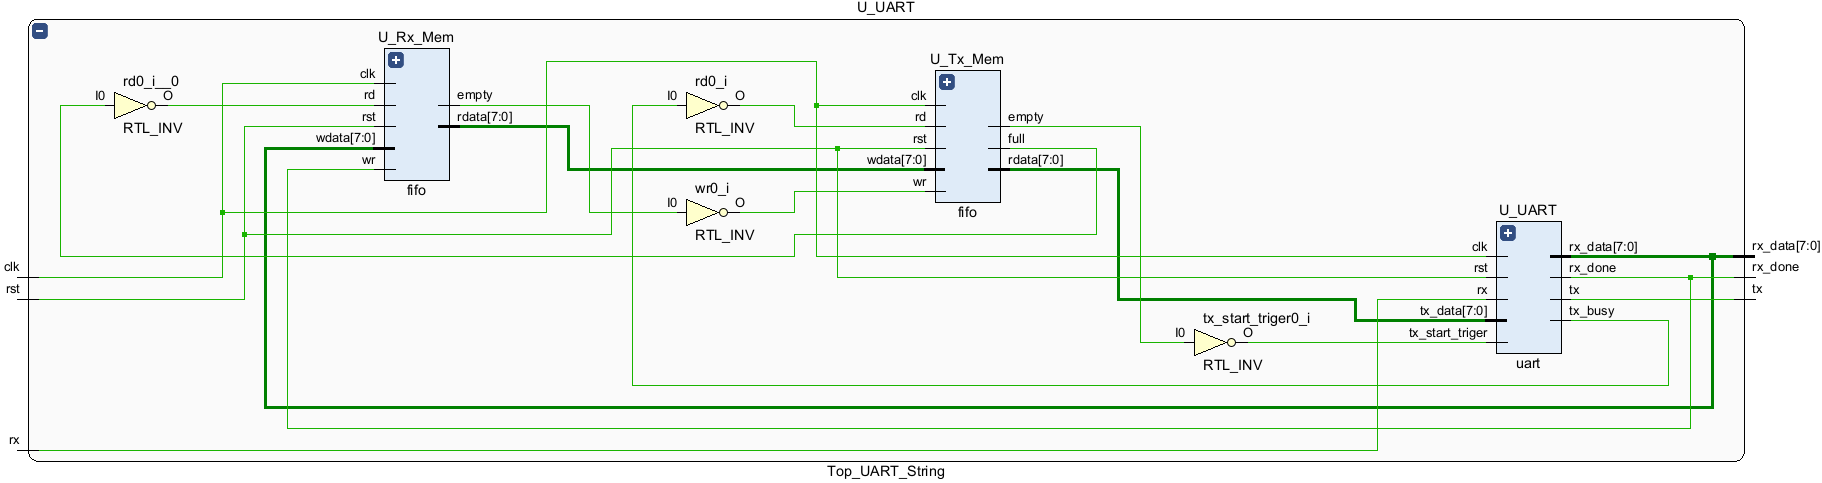 U_UART
U_Rx_Mem
clk
rd
rst
wdata[7:0]
wr
empty
rdata[7:0]
fifo
rd0_i__0
I0
O
RTL_INV
rd0_i
I0
O
RTL_INV
wr0_i
I0
O
RTL_INV
U_Tx_Mem
clk
rd
rst
wdata[7:0]
wr
empty
full
rdata[7:0]
fifo
tx_start_triger0_i
I0
O
RTL_INV
U_UART
clk
rst
rx
tx_data[7:0]
tx_start_triger
rx_data[7:0]
rx_done
tx
tx_busy
uart
clk
rst
rx
rx_data[7:0]
rx_done
tx
Top_UART_String